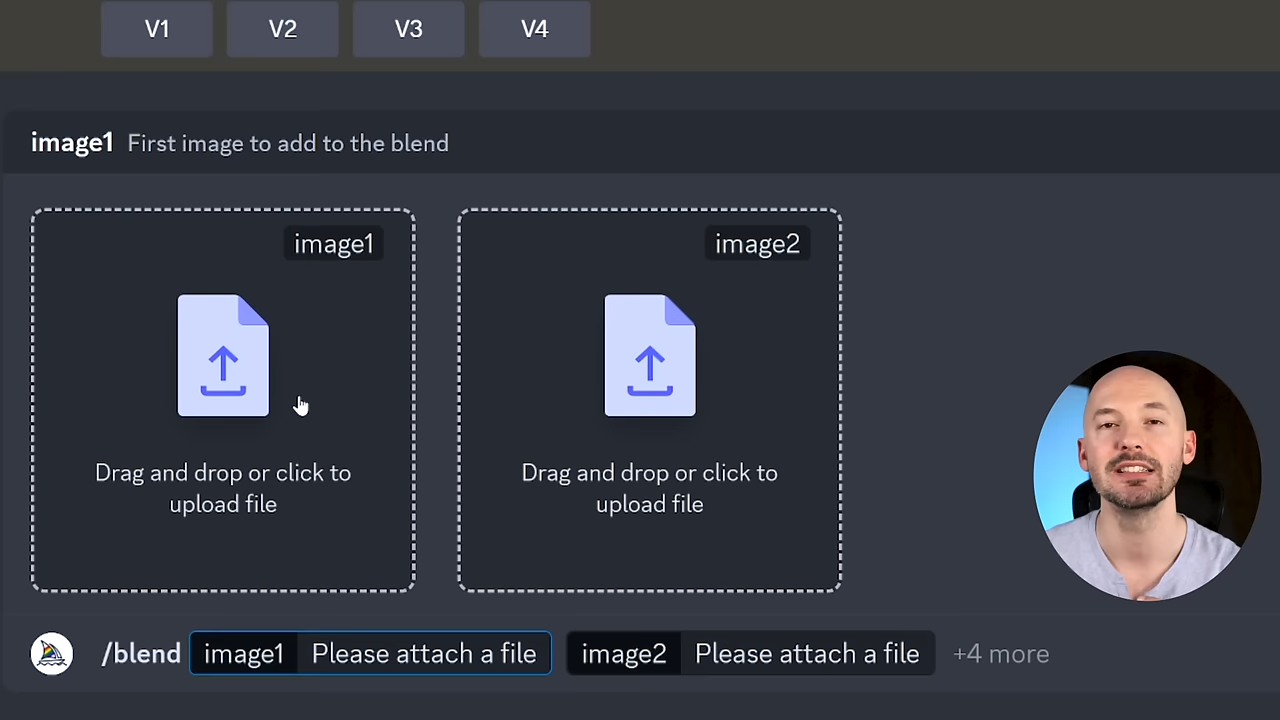 V1 V2 V3 V4
image1 First image to add to the blend
image1
Drag and drop or click to
upload file
image2
Drag and drop or click to
upload file
/blend image1 Please attach a file image2 Please attach a file +4 more